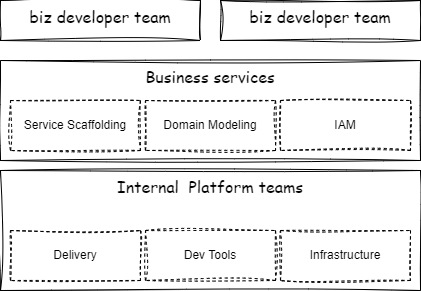 biz developer team
biz developer team
Business services
Service Scaffolding
Domain Modeling
IAM
Internal Platform teams
Delivery
Dev Tools
Infrastructure